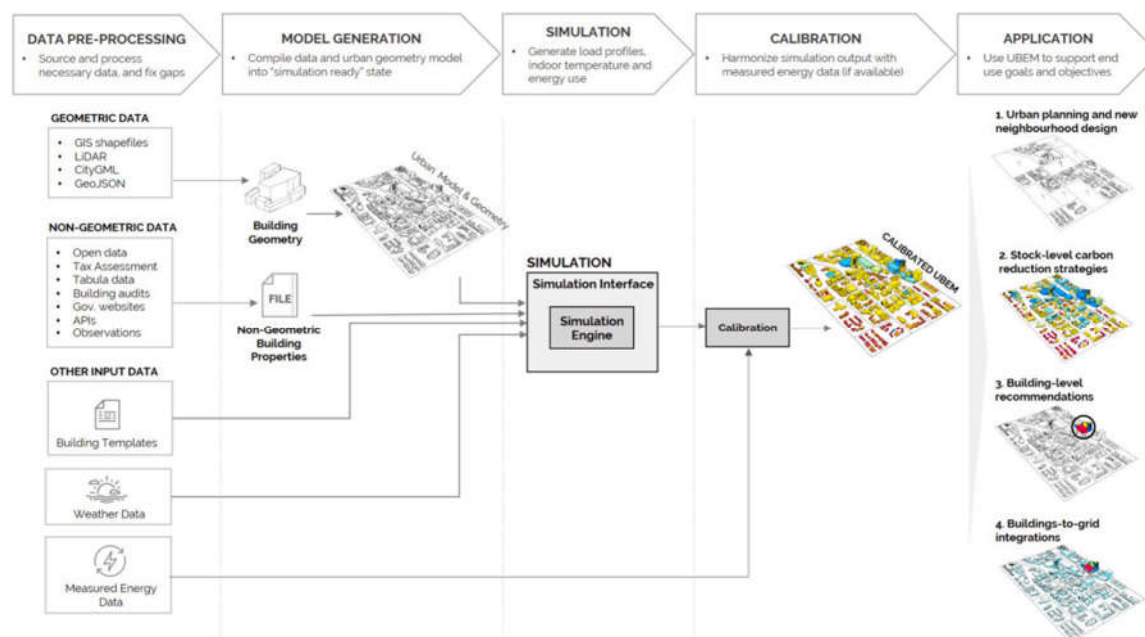 DATA PRE-PROCESSING
• Source and process
necessary data, and fix gaps
MODEL GENERATION
• Compile data and urban geometry model
into "simulation ready" state
SIMULATION
• Generate load profiles,
indoor temperature and
energy use
CALIBRATION
• Harmonize simulation output with
measured energy data (if available)
APPLICATION
• Use UBEM to support end
use goals and objectives
GEOMETRIC DATA
• GIS shapefiles
• LiDAR
• CityGML
• GeoJSON
NON-GEOMETRIC DATA
• Open data
• Tax Assessment
• Tabula data
• Building audits
• Gov. websites
• APIs
• Observations
OTHER INPUT DATA
Building Templates
Weather Data
Measured Energy
Data
Building
Geometry
Urban Model & Geometry
FILE
Non-Geometric
Building
Properties
SIMULATION
Simulation Interface
Simulation
Engine
Calibration
CALIBRATED UBEM
1. Urban planning and new
neighbourhood design
2. Stock-level carbon
reduction strategies
3. Building-level
recommendations
4. Buildings-to-grid
integrations